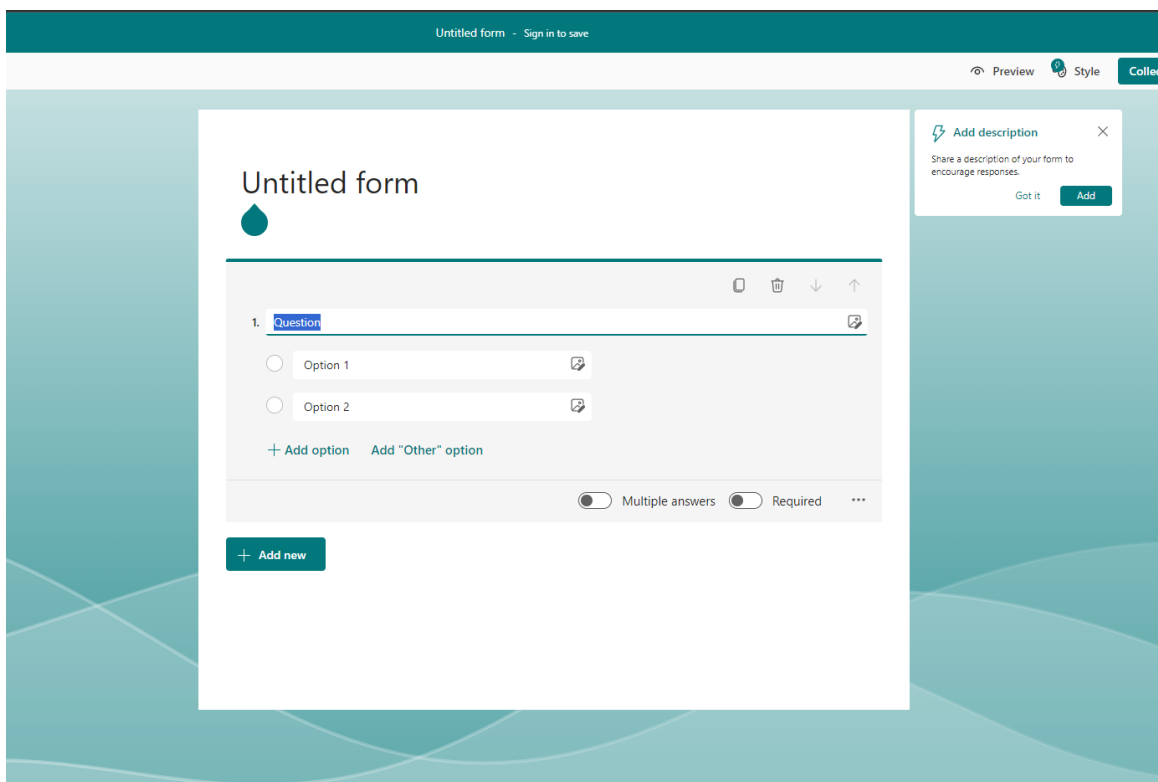 Untitled form - Sign in to save
Preview Style
Add description
Share a description of your form to
encourage responses.
Got it Add
Untitled form
1. Question
Option 1
Option 2
+ Add option Add "Other" option
Multiple answers Required ...
+ Add new